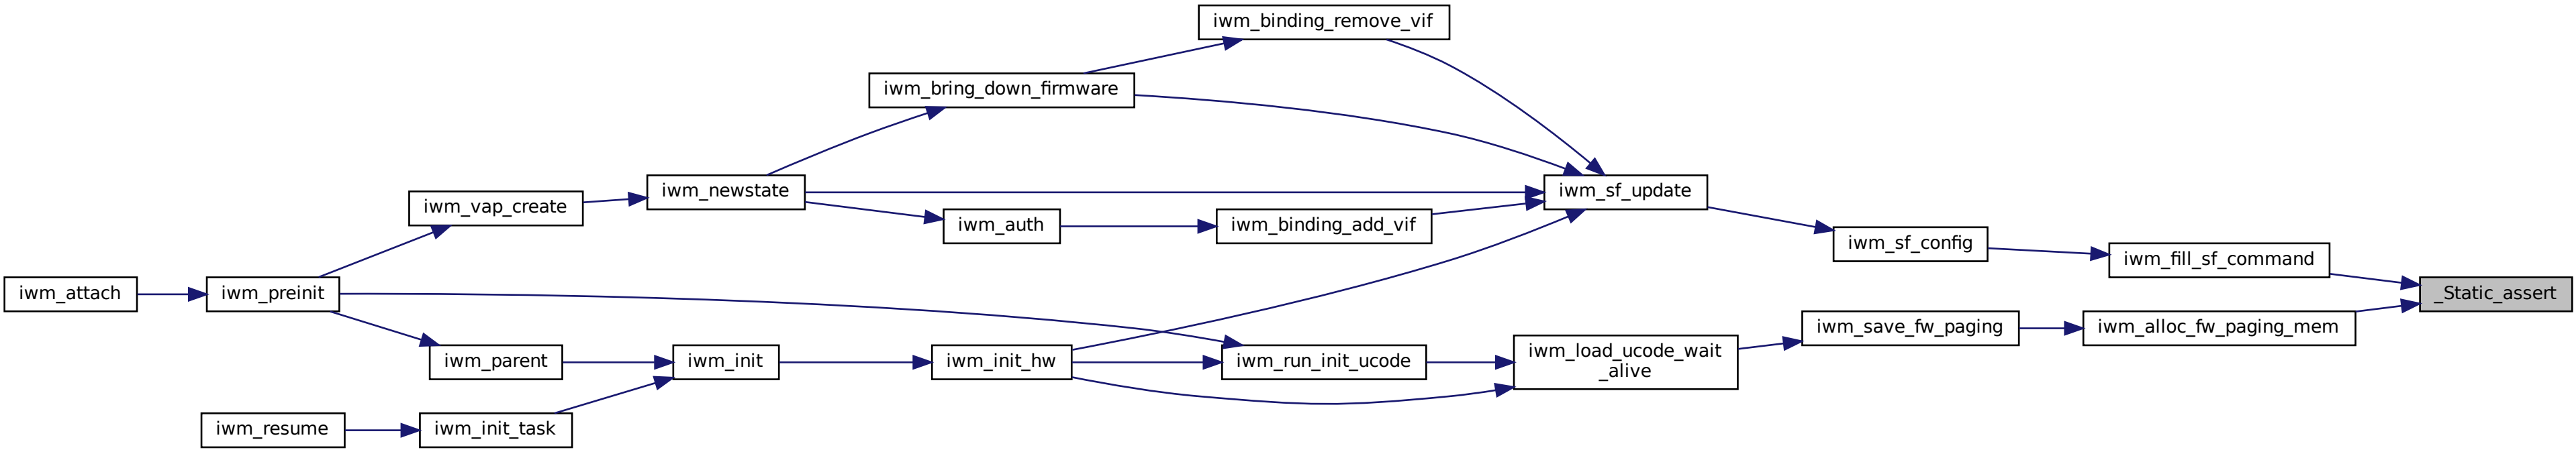 iwm_binding_remove_vif
iwm_bring_down_firmware
iwm_newstate
iwm_sf_update
iwm_vap_create
iwm_auth
iwm_binding_add_vif
iwm_sf_config
iwm_fill_sf_command
iwm_attach
iwm_preinit
_Static_assert
iwm_save_fw_paging
iwm_alloc_fw_paging_mem
iwm_parent
iwm_init
iwm_init_hw
iwm_run_init_ucode
iwm_load_ucode_wait
_alive
iwm_resume
iwm_init_task